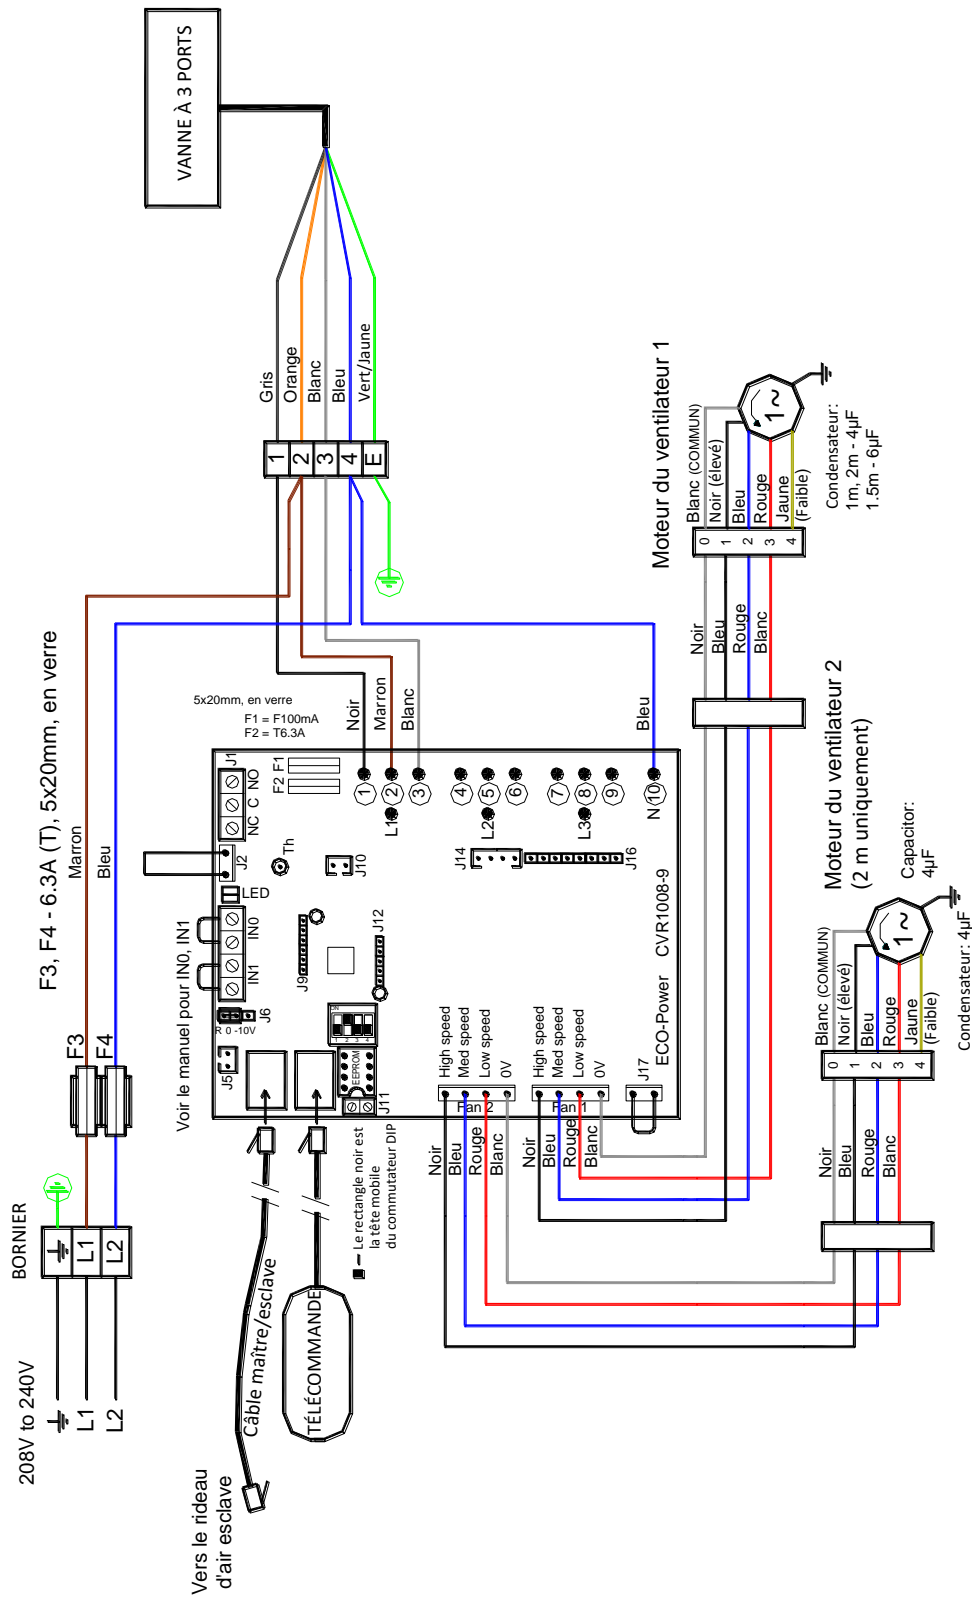 208V to 240V
L1
L2
BORNIER
L1
L2
F3
F4
Marron
Bleu
F3, F4 - 6.3A (T), 5x20mm, en verre
VANNE À 3 PORTS
Gris
Orange
Blanc
Bleu
Vert/Jaune
1
2
3
4
E
5x20mm, en verre
F1 = F100mA
F2 = T6.3A
Noir
Marron
Blanc
Bleu
Voir le manuel pour IN0, IN1
J1
NC C NO
F2 F1
J2
Th
LED
IN1
IN0
J6
R 0 -10V
J5
J10
J9
J12
ON
1 2 3 4
EEPROM
J11
J14
J16
1
2
3
4
5
6
7
8
9
N 10
L1
L2
L3
ECO-Power CVR1008-9
High speed
Med speed
Low speed
0V
Fan 2
High speed
Med speed
Low speed
0V
Fan 1
J17
Noir
Bleu
Rouge
Blanc
Noir
Bleu
Rouge
Blanc
Vers le rideau
d'air esclave
Câble maître/esclave
TÉLÉCOMMANDE
Le rectangle noir est
la tête mobile
du commutateur DIP
Moteur du ventilateur 1
Noir
Bleu
Rouge
Blanc
0
1
2
3
4
Blanc (COMMUN)
Noir (élevé)
Bleu
Rouge
Jaune
(Faible)
1~
Condensateur:
1m, 2m - 4µF
1.5m - 6µF
Moteur du ventilateur 2
(2 m uniquement)
Capacitor:
4µF
Noir
Bleu
Rouge
Blanc
0
1
2
3
4
Blanc (COMMUN)
Noir (élevé)
Bleu
Rouge
Jaune
(Faible)
1~
Condensateur: 4µF